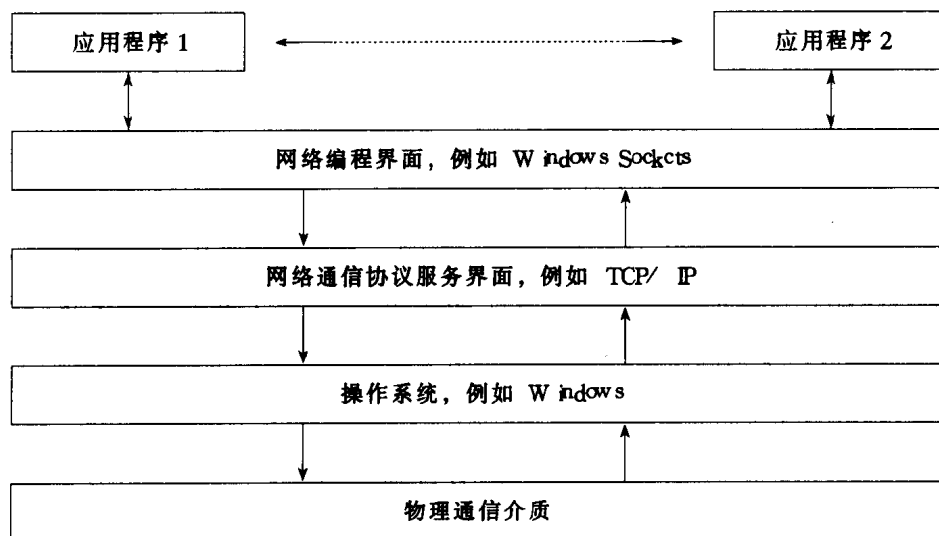 应用程序 1
应用程序 2
网络编程界面，例如 Windows Sockcts
网络通信协议服务界面，例如 TCP/ IP
操作系统，例如 Windows
物理通信介质